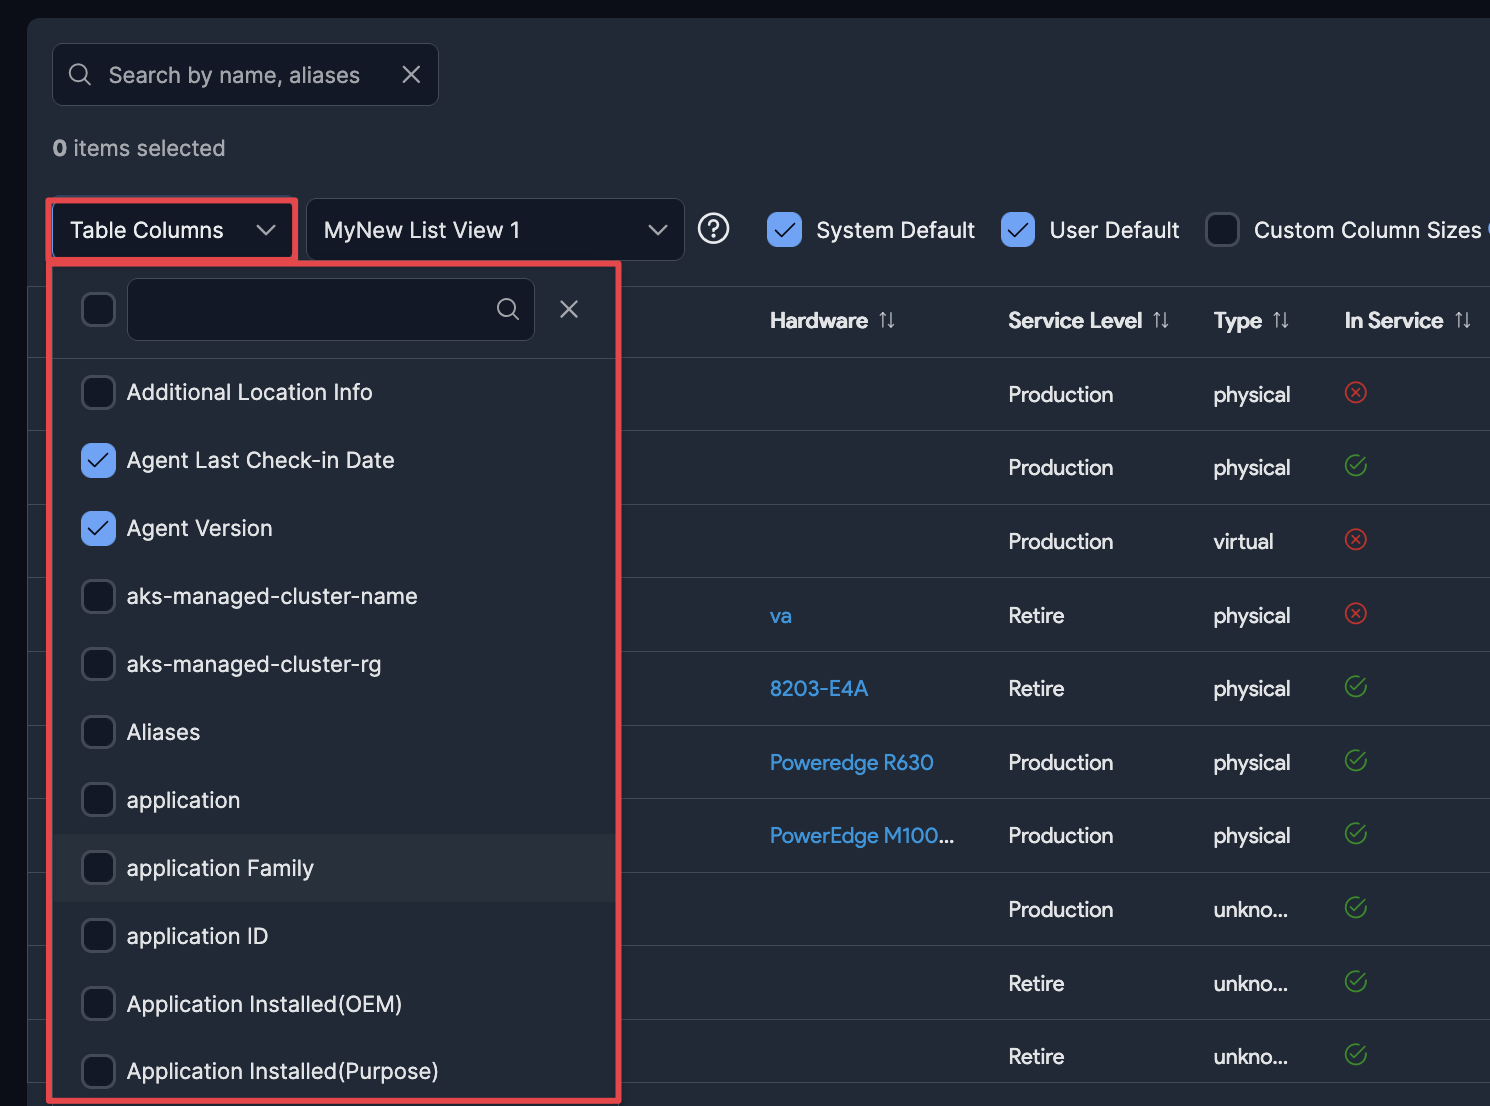 Search by name, aliases
0 items selected
Table Columns
MyNew List View 1
System Default
User Default
Custom Column Sizes
Hardware
Service Level
Type
In Service
Additional Location Info
Production
physical
Agent Last Check-in Date
Production
physical
Agent Version
Production
virtual
aks-managed-cluster-name
va
Retire
physical
aks-managed-cluster-rg
8203-E4A
Retire
physical
Aliases
Poweredge R630
Production
physical
application
PowerEdge M100...
Production
physical
application Family
Production
unkno...
application ID
Retire
unkno...
Application Installed(OEM)
Retire
unkno...
Application Installed(Purpose)